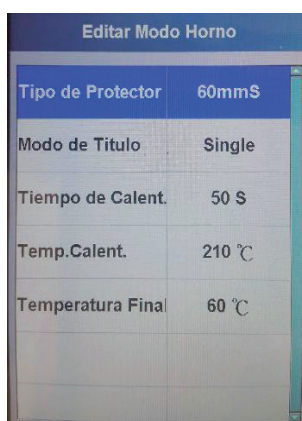 Editar Modo Horno
Tipo de Protector 60mmS
Modo de Titulo Single
Tiempo de Calent. 50 S
Temp.Calent. 210 ℃
Temperatura Final 60 ℃